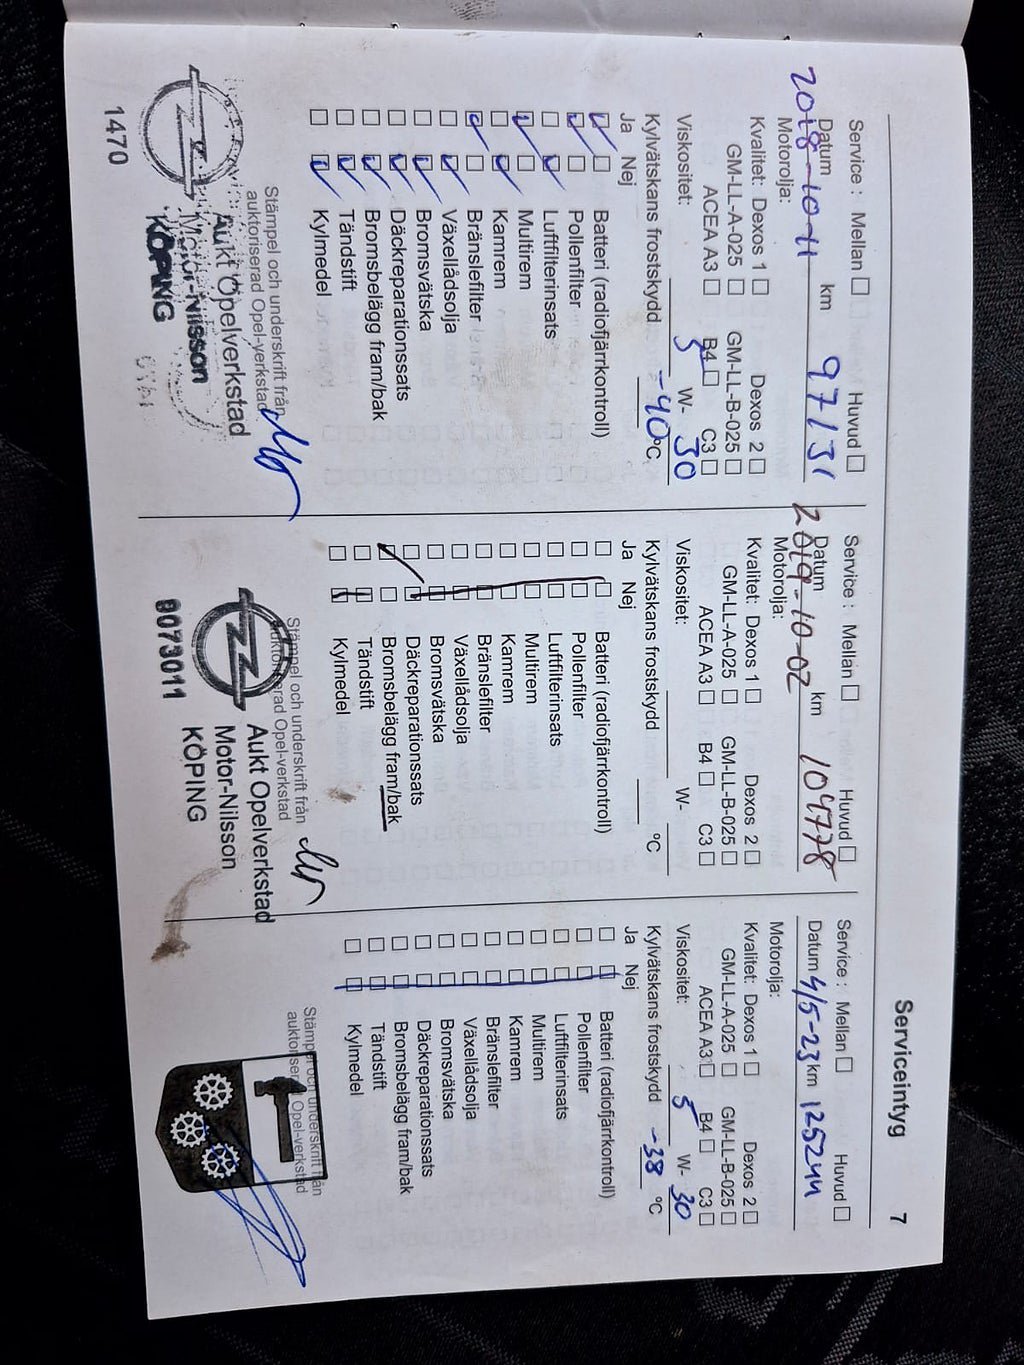 Serviceintyg
7
Service : Mellan ☐ Huvud ☐
Datum 2018-10-11 km 97131
Motorolja:
Kvalitet: Dexos 1 ☐ Dexos 2 ☐
GM-LL-A-025 ☐ GM-LL-B-025 ☐
ACEA A3 ☐ B4 ☐ C3 ☐
Viskositet: 5 W- 30
Kylvätskans frostskydd -40 °C
Ja Nej
☑ ☐ Batteri (radiofjärrkontroll)
☑ ☐ Pollenfilter
☐ ☑ Luftfilterinsats
☑ ☐ Multirem
☐ ☑ Kamrem
☑ ☐ Bränslefilter
☐ ☑ Växellådsolja
☐ ☑ Bromsvätska
☐ ☑ Däckreparationssats
☐ ☑ Bromsbelägg fram/bak
☐ ☑ Tändstift
☐ ☑ Kylmedel
Stämpel och underskrift från
auktoriserad Opel-verkstad
Aukt Opelverkstad
Motor-Nilsson
KÖPING
1470
Service : Mellan ☐ Huvud ☐
Datum 2019-10-02 km 104778
Motorolja:
Kvalitet: Dexos 1 ☐ Dexos 2 ☐
GM-LL-A-025 ☐ GM-LL-B-025 ☐
ACEA A3 ☐ B4 ☐ C3 ☐
Viskositet: W-
Kylvätskans frostskydd °C
Ja Nej
☐ ☑ Batteri (radiofjärrkontroll)
☐ ☑ Pollenfilter
☐ ☑ Luftfilterinsats
☐ ☑ Multirem
☐ ☑ Kamrem
☐ ☑ Bränslefilter
☐ ☑ Växellådsolja
☐ ☑ Bromsvätska
☐ ☑ Däckreparationssats
☑ ☐ Bromsbelägg fram/bak
☐ ☑ Tändstift
☐ ☑ Kylmedel
Stämpel och underskrift från
auktoriserad Opel-verkstad
Aukt Opelverkstad
Motor-Nilsson
9073011 KÖPING
Service : Mellan ☐ Huvud ☐
Datum 4/5-23 km 125244
Motorolja:
Kvalitet: Dexos 1 ☐ Dexos 2 ☐
GM-LL-A-025 ☐ GM-LL-B-025 ☐
ACEA A3 ☐ B4 ☐ C3 ☐
Viskositet: 5 W- 30
Kylvätskans frostskydd -38 °C
Ja Nej
☐ ☑ Batteri (radiofjärrkontroll)
☐ ☑ Pollenfilter
☐ ☑ Luftfilterinsats
☐ ☑ Multirem
☐ ☑ Kamrem
☐ ☑ Bränslefilter
☐ ☑ Växellådsolja
☐ ☑ Bromsvätska
☐ ☑ Däckreparationssats
☐ ☑ Bromsbelägg fram/bak
☐ ☑ Tändstift
☐ ☑ Kylmedel
Stämpel och underskrift från
auktoriserad Opel-verkstad